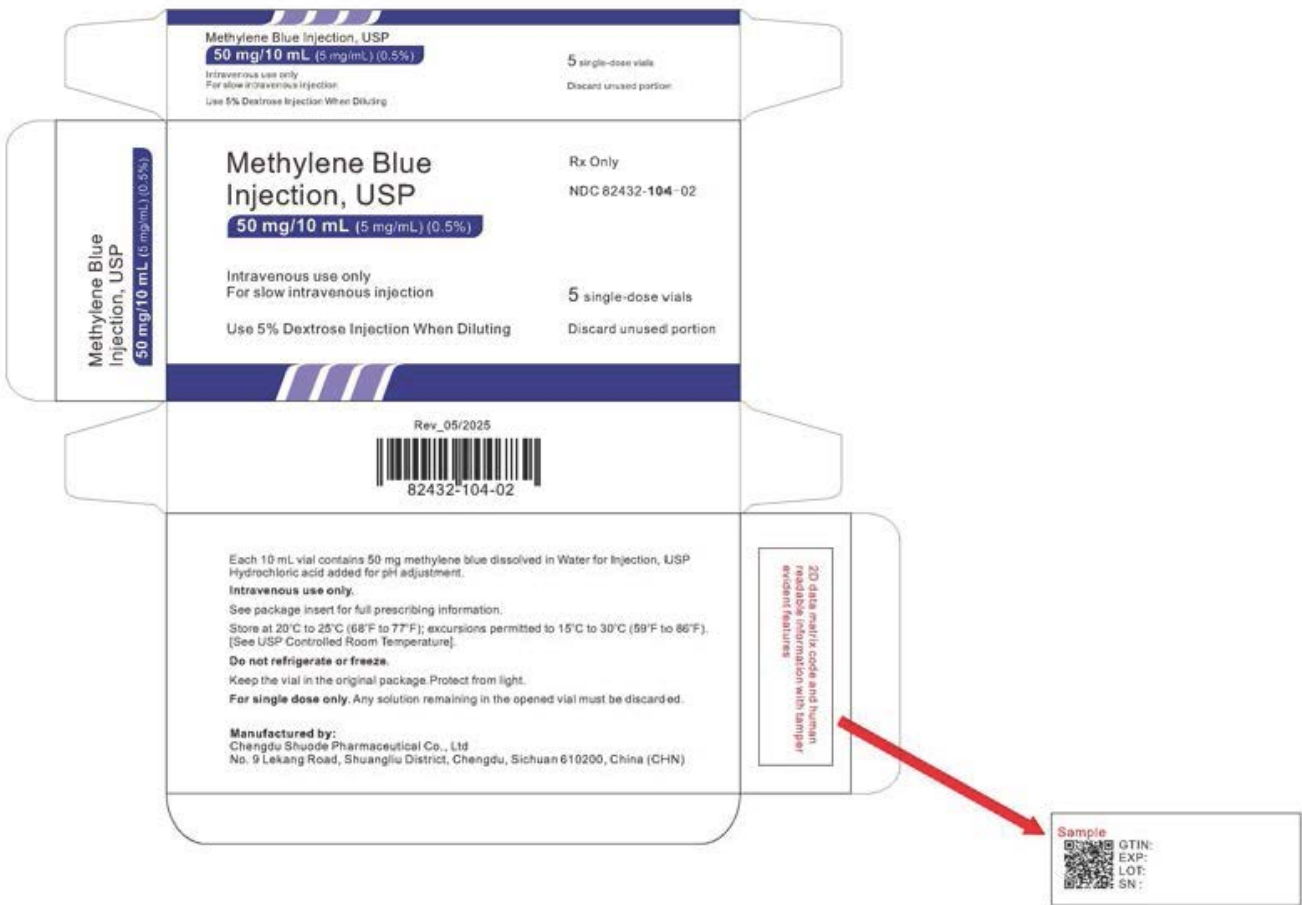 Methylene Blue Injection, USP
50 mg/10 mL (5 mg/mL) (0.5%)
Intravenous use only
For slow intravenous injection
Use 5% Dextrose Injection When Diluting
5 single-dose vials
Discard unused portion
Methylene Blue
Injection, USP
50 mg/10 mL (5 mg/mL) (0.5%)
Methylene Blue
Injection, USP
50 mg/10 mL (5 mg/mL) (0.5%)
Intravenous use only
For slow intravenous injection
Use 5% Dextrose Injection When Diluting
Rx Only
NDC 82432-104-02
5 single-dose vials
Discard unused portion
Rev_05/2025
82432-104-02
Each 10 mL vial contains 50 mg methylene blue dissolved in Water for Injection, USP
Hydrochloric acid added for pH adjustment.
Intravenous use only.
See package insert for full prescribing information.
Store at 20°C to 25°C (68°F to 77°F); excursions permitted to 15°C to 30°C (59°F to 86°F).
[See USP Controlled Room Temperature].
Do not refrigerate or freeze.
Keep the vial in the original package.Protect from light.
For single dose only. Any solution remaining in the opened vial must be discarded.
Manufactured by:
Chengdu Shuode Pharmaceutical Co., Ltd
No. 9 Lekang Road, Shuangliu District, Chengdu, Sichuan 610200, China (CHN)
2D data matrix code and human
readable information with tamper
evident features
Sample
GTIN:
EXP:
LOT:
SN :